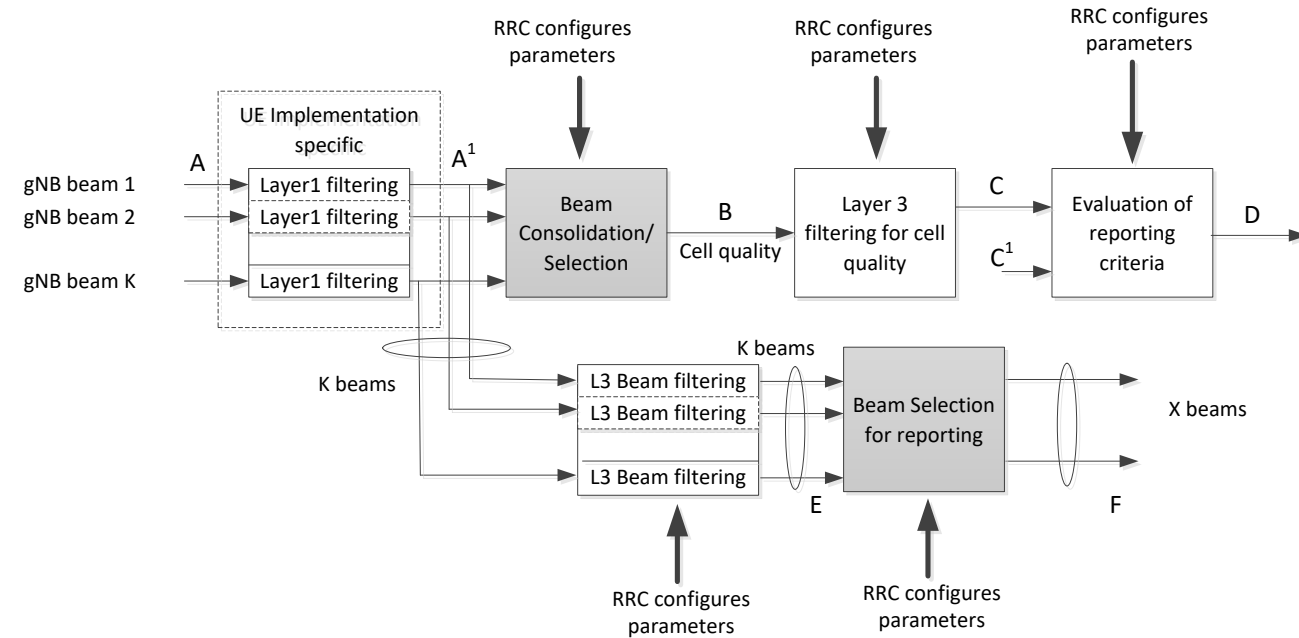 RRC configures
parameters
RRC configures
parameters
RRC configures
parameters
UE Implementation
specific
A
A¹
gNB beam 1
Layer1 filtering
gNB beam 2
Layer1 filtering
gNB beam K
Layer1 filtering
Beam
Consolidation/
Selection
B
Cell quality
Layer 3
filtering for cell
quality
C
C¹
Evaluation of
reporting
criteria
D
K beams
L3 Beam filtering
L3 Beam filtering
L3 Beam filtering
K beams
E
Beam Selection
for reporting
X beams
F
RRC configures
parameters
RRC configures
parameters